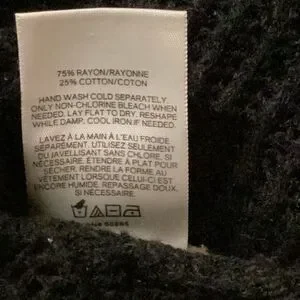 75% RAYON/RAYONNE
25% COTTON/COTON
HAND WASH COLD SEPARATELY
ONLY NON-CHLORINE BLEACH WHEN
NEEDED. LAY FLAT TO DRY. RESHAPE
WHILE DAMP. COOL IRON IF NEEDED.
LAVEZ À LA MAIN À L'EAU FROIDE
SÉPAREMENT. UTILISEZ SEULEMENT
DU JAVELLISANT SANS CHLORE, SI
NÉCESSAIRE. ÉTENDRE À PLAT POUR
SÉCHER. RENDRE LA FORME AU
VÊTEMENT LORSQUE CELUI-CI EST
ENCORE HUMIDE. REPASSAGE DOUX,
SI NÉCESSAIRE.